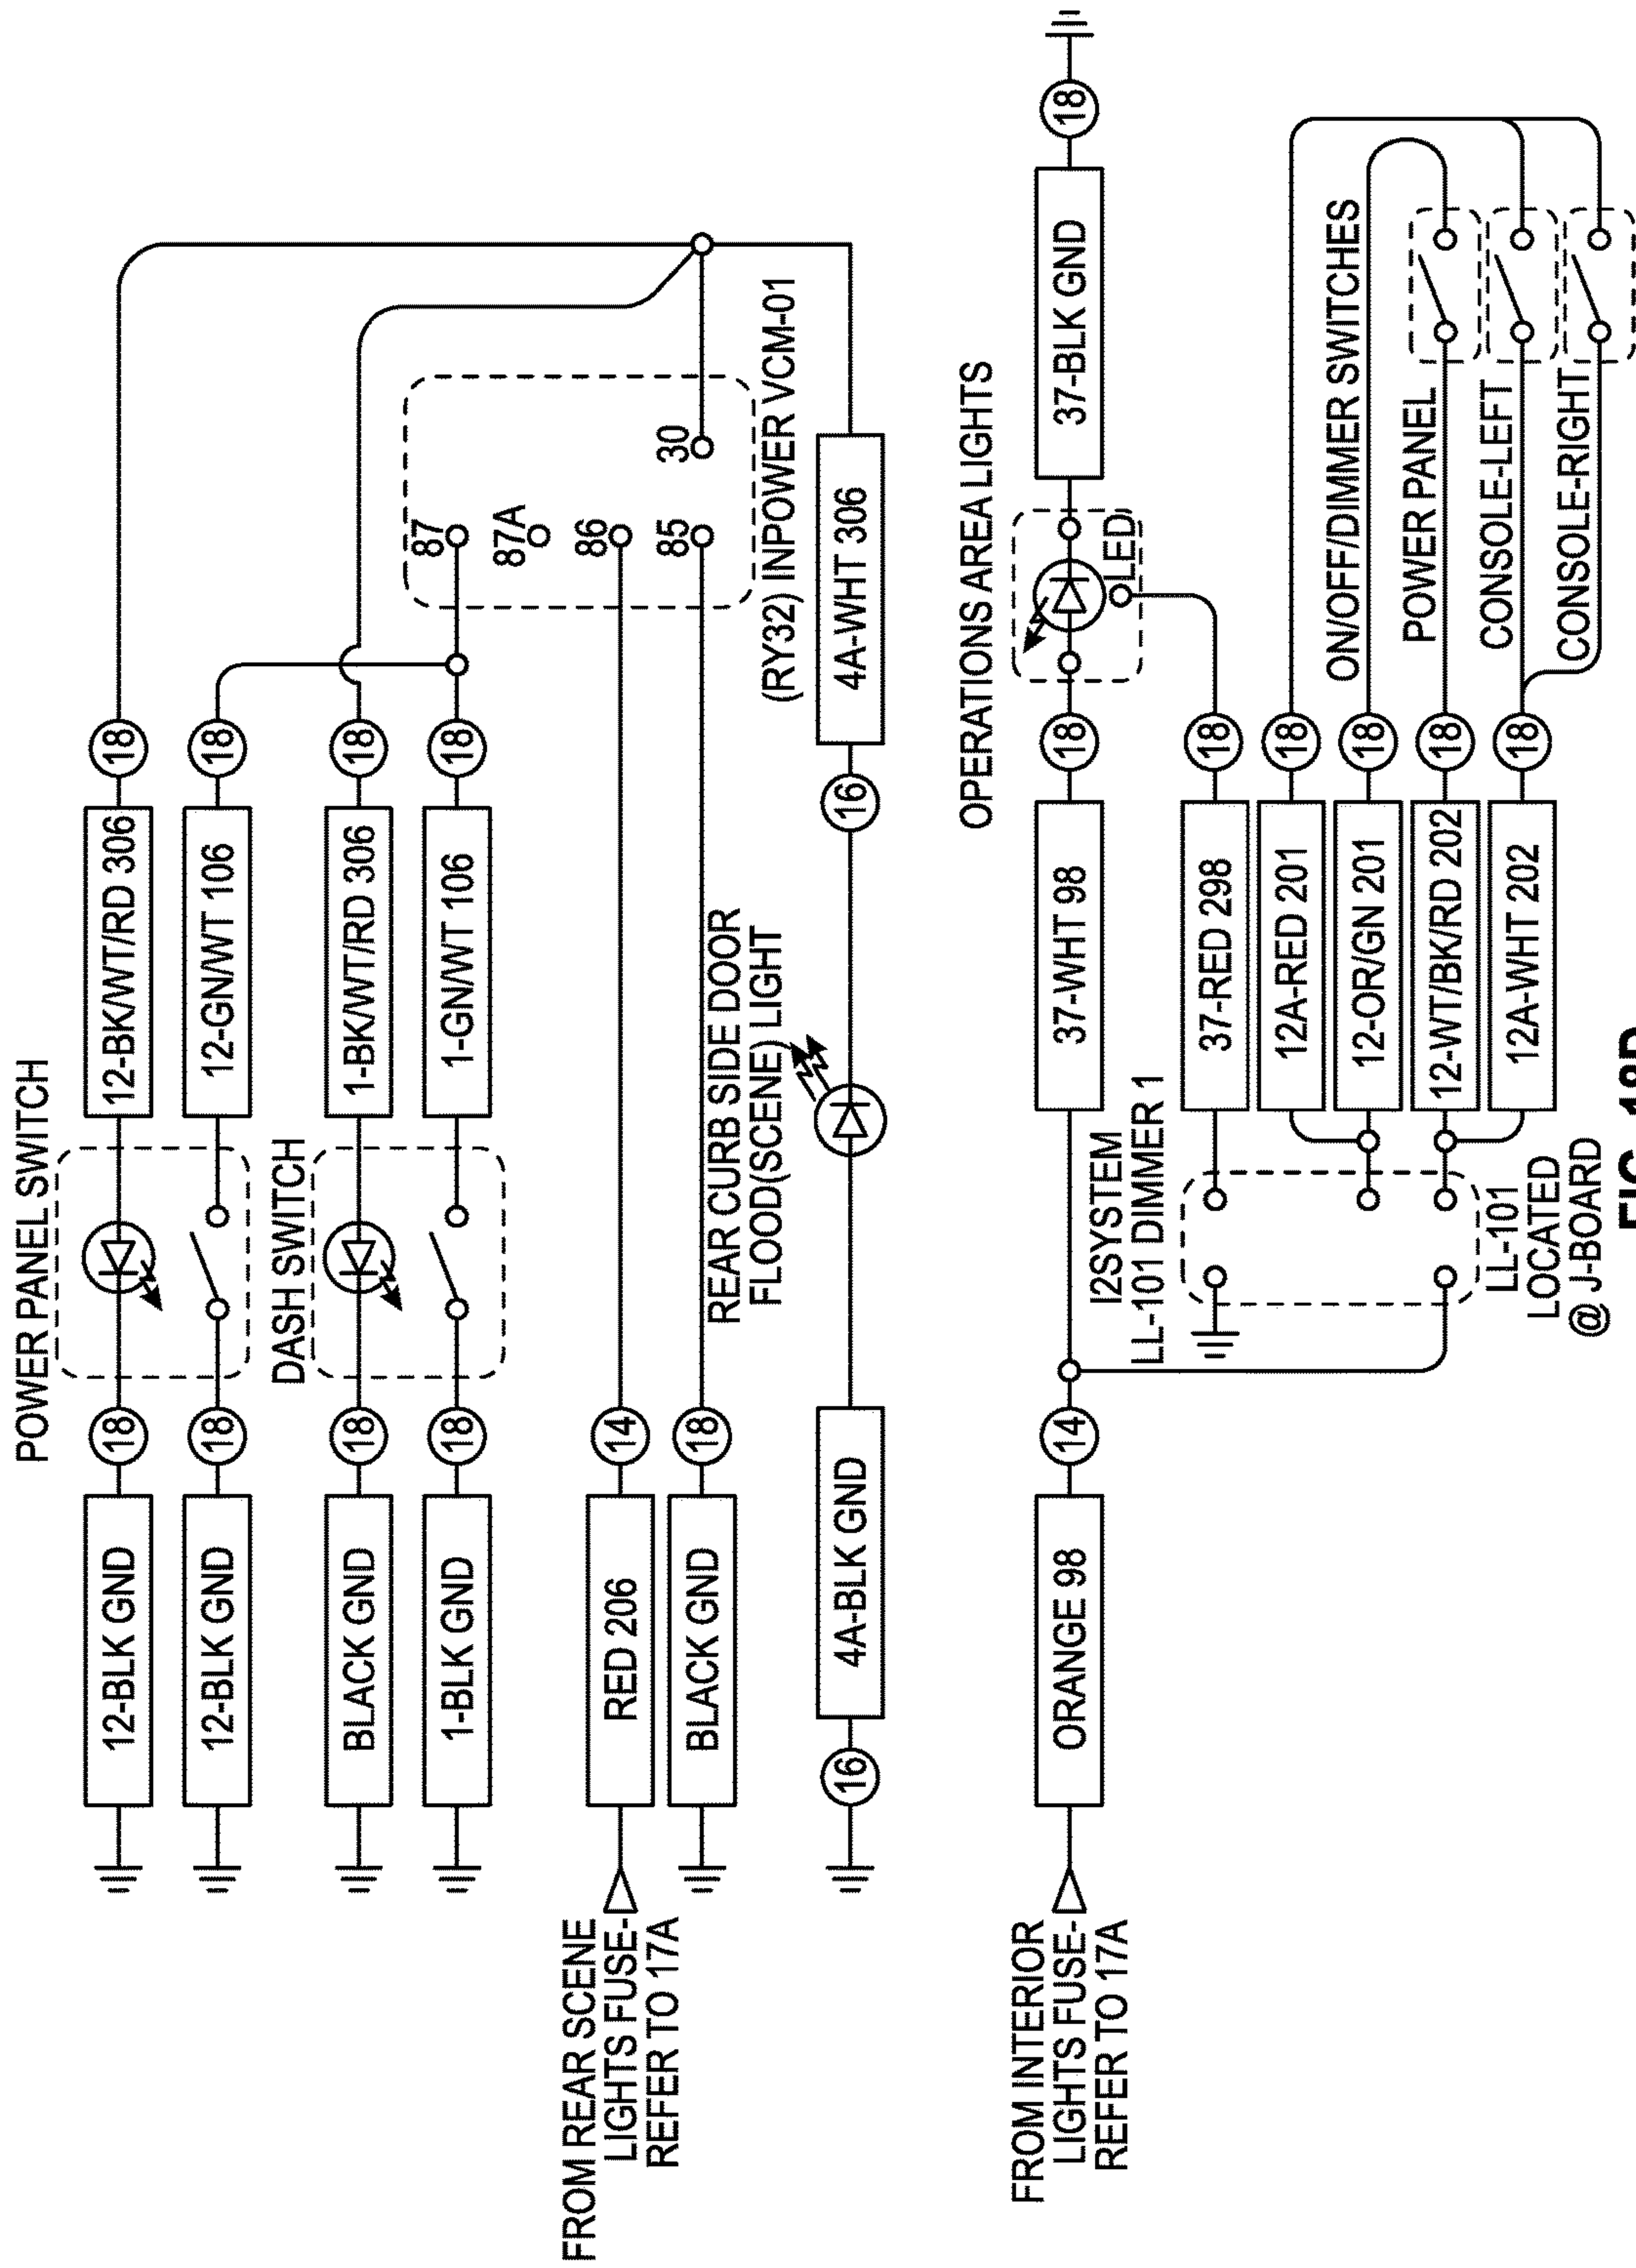 POWER PANEL SWITCH
12-BLK GND
18
12-BK/WT/RD 306
18
12-BLK GND
18
12-GN/WT 106
18
DASH SWITCH
BLACK GND
18
1-BK/WT/RD 306
18
1-BLK GND
18
1-GN/WT 106
18
87
87A
86
85
30
(RY32) INPOWER VCM-01
FROM REAR SCENE
LIGHTS FUSE-
REFER TO 17A
RED 206
14
BLACK GND
18
REAR CURB SIDE DOOR
FLOOD(SCENE) LIGHT
16
4A-BLK GND
16
4A-WHT 306
OPERATIONS AREA LIGHTS
FROM INTERIOR
LIGHTS FUSE-
REFER TO 17A
ORANGE 98
14
37-WHT 98
18
LED
37-BLK GND
18
I2SYSTEM
LL-101 DIMMER 1
37-RED 298
18
12A-RED 201
18
ON/OFF/DIMMER SWITCHES
12-OR/GN 201
18
POWER PANEL
12-WT/BK/RD 202
18
CONSOLE-LEFT
12A-WHT 202
18
CONSOLE-RIGHT
LL-101
LOCATED
@ J-BOARD